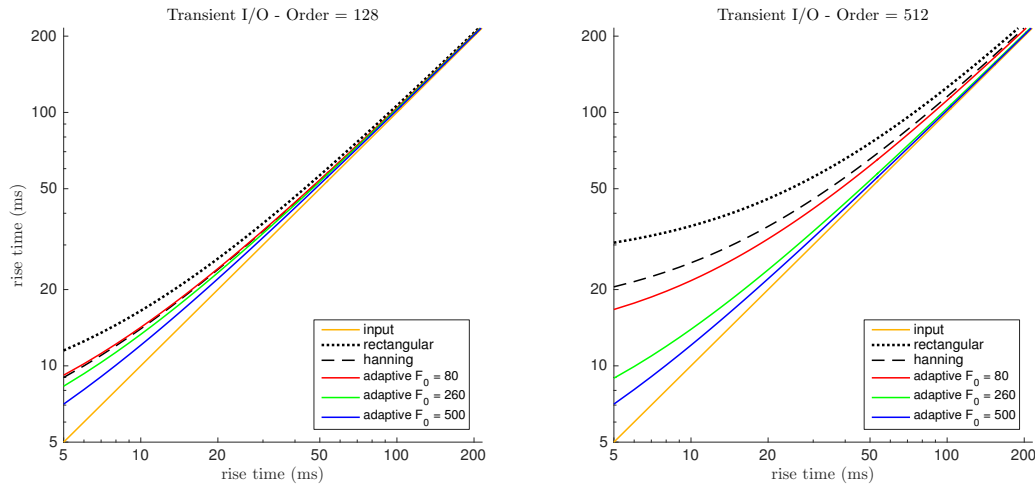 Transient I/O - Order = 128
rise time (ms)
200
100
50
20
10
5
5
10
20
50
100
200
rise time (ms)
input
rectangular
hanning
adaptive F0 = 80
adaptive F0 = 260
adaptive F0 = 500
Transient I/O - Order = 512
rise time (ms)
200
100
50
20
10
5
5
10
20
50
100
200
rise time (ms)
input
rectangular
hanning
adaptive F0 = 80
adaptive F0 = 260
adaptive F0 = 500